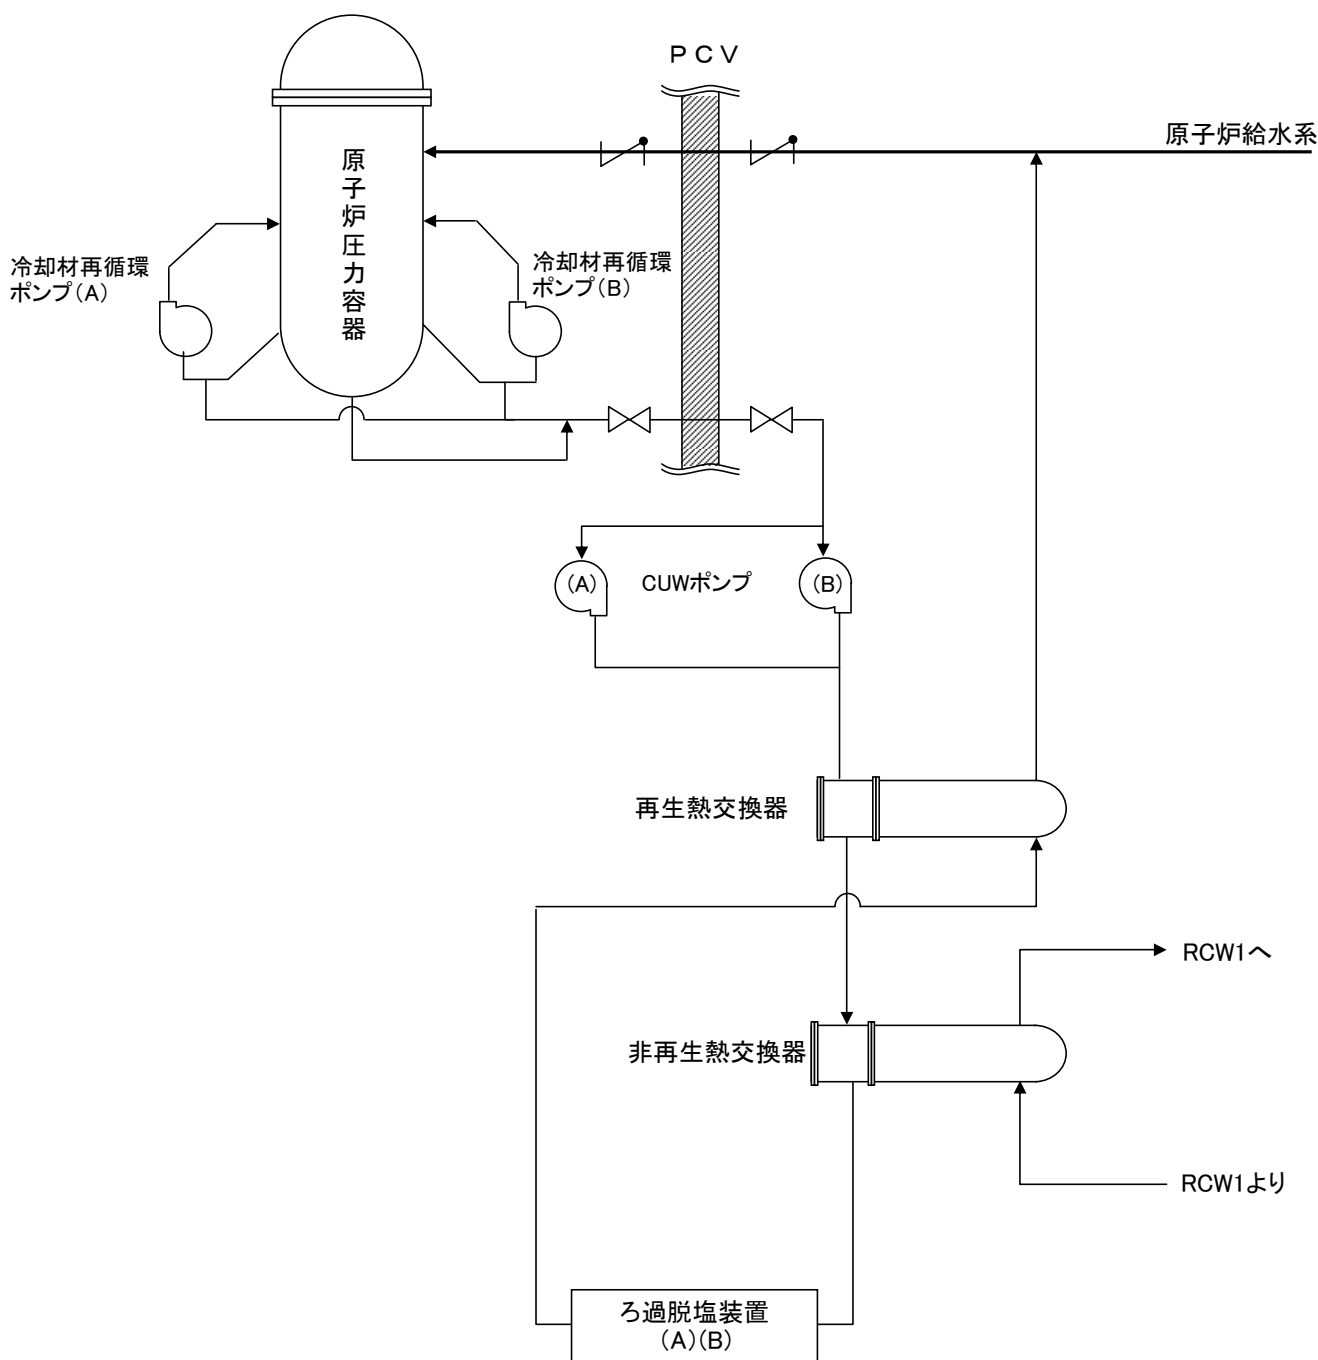 ＰＣＶ
原子炉給水系
原子炉圧力容器
冷却材再循環
ポンプ(A)
冷却材再循環
ポンプ(B)
(A)
CUWポンプ
(B)
再生熱交換器
RCW1へ
非再生熱交換器
RCW1より
ろ過脱塩装置
(A)(B)